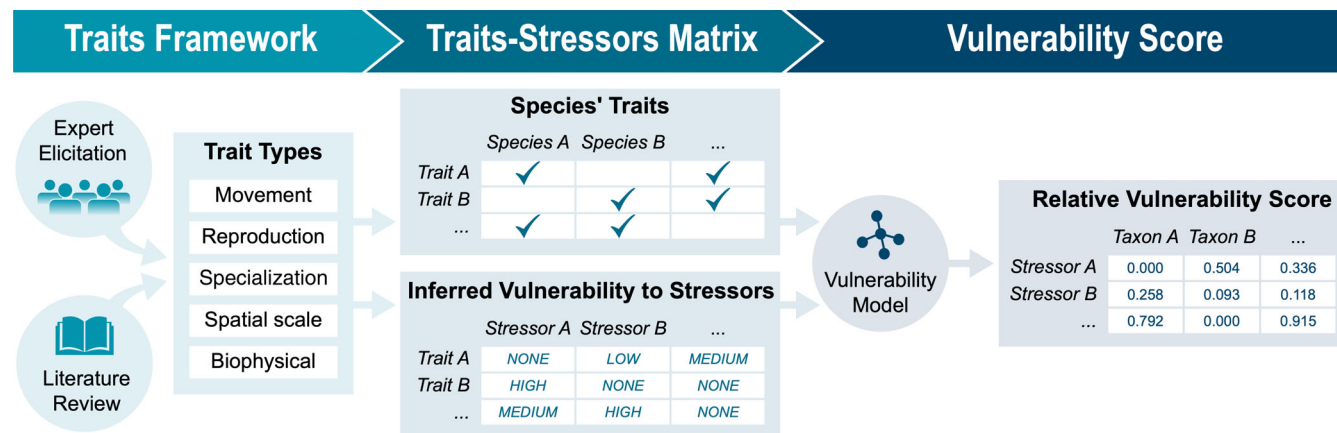 Traits Framework
Traits-Stressors Matrix
Vulnerability Score
Expert
Elicitation
Literature
Review
Trait Types
Movement
Reproduction
Specialization
Spatial scale
Biophysical
Species' Traits
Species A Species B ...
Trait A
Trait B
...
Inferred Vulnerability to Stressors
Stressor A Stressor B ...
Trait A NONE LOW MEDIUM
Trait B HIGH NONE NONE
... MEDIUM HIGH NONE
Vulnerability
Model
Relative Vulnerability Score
Taxon A Taxon B ...
Stressor A 0.000 0.504 0.336
Stressor B 0.258 0.093 0.118
... 0.792 0.000 0.915